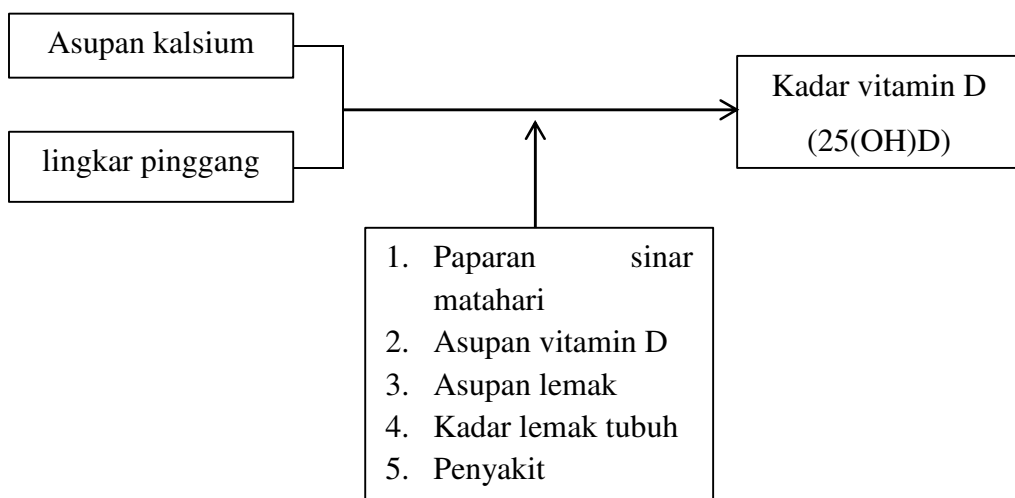 Asupan kalsium
lingkar pinggang
Kadar vitamin D
(25(OH)D)
1. Paparan sinar
matahari
2. Asupan vitamin D
3. Asupan lemak
4. Kadar lemak tubuh
5. Penyakit